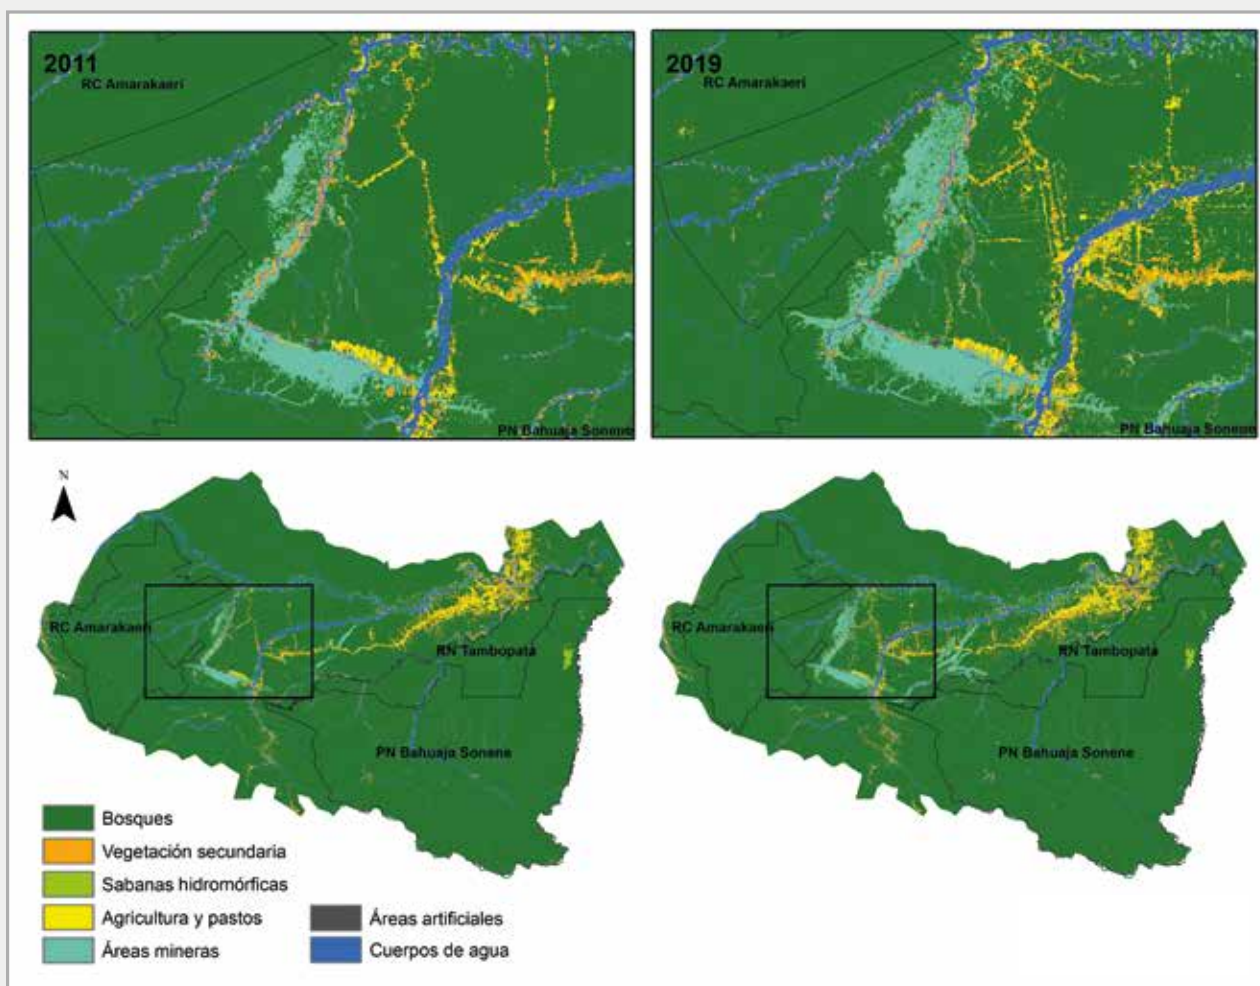 2011
RC Amarakaeri
PN Bahuaja Sonene
2019
RC Amarakaeri
PN Bahuaja Sonene
N
RC Amarakaeri
RN Tambopata
PN Bahuaja Sonene
RC Amarakaeri
RN Tambopata
PN Bahuaja Sonene
Bosques
Vegetación secundaria
Sabanas hidromórficas
Agricultura y pastos
Áreas mineras
Áreas artificiales
Cuerpos de agua